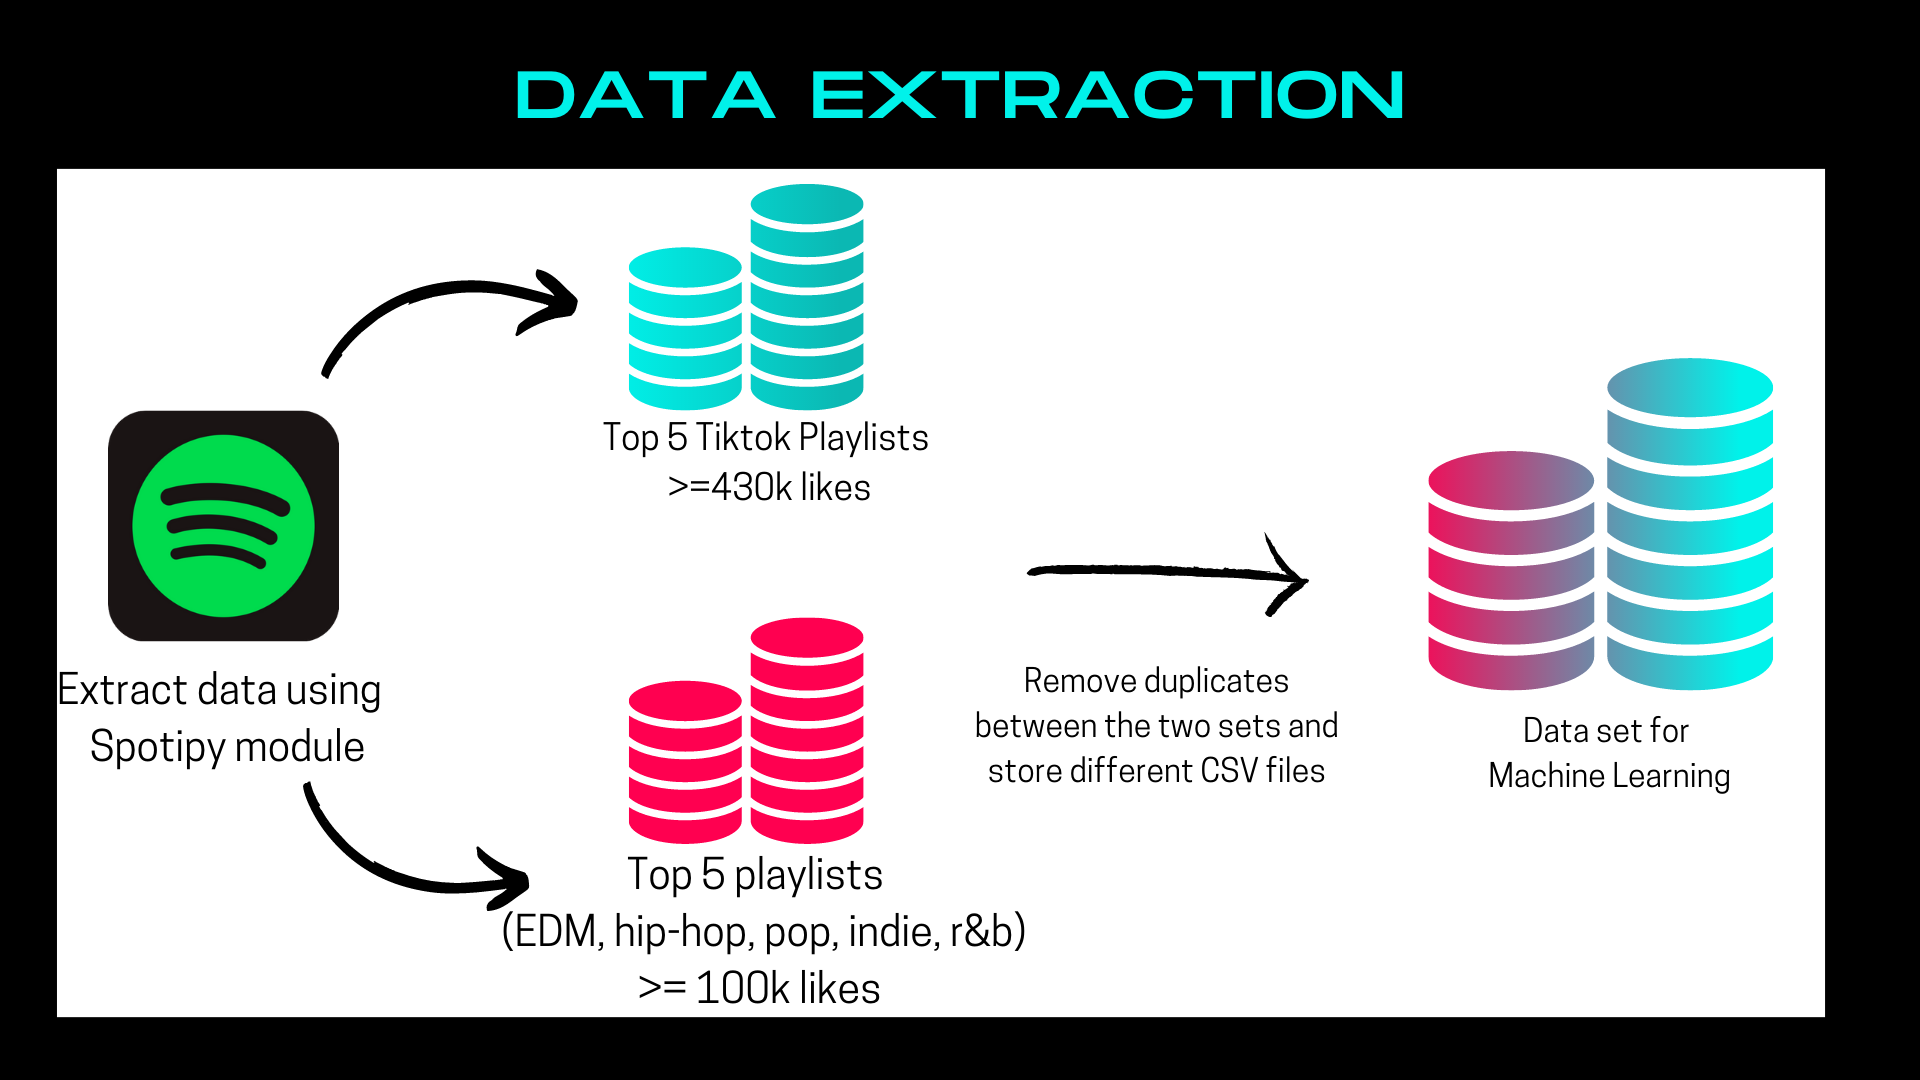 DATA EXTRACTION
Top 5 Tiktok Playlists
>=430k likes
Extract data using
Spotipy module
Top 5 playlists
(EDM, hip-hop, pop, indie, r&b)
>= 100k likes
Remove duplicates
between the two sets and
store different CSV files
Data set for
Machine Learning